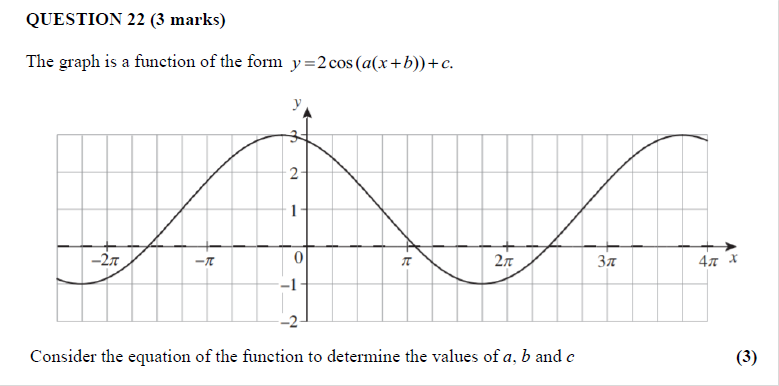 QUESTION 22 (3 marks)
The graph is a function of the form y=2cos(a(x+b))+c.
y
3
2
1
-2π -π 0 π 2π 3π 4π x
-1
-2
Consider the equation of the function to determine the values of a, b and c (3)